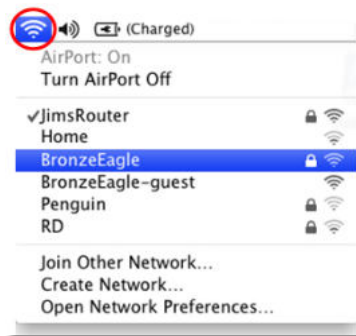 (Charged)
AirPort: On
Turn AirPort Off
✓JimsRouter
Home
BronzeEagle
BronzeEagle-guest
Penguin
RD
Join Other Network...
Create Network...
Open Network Preferences...